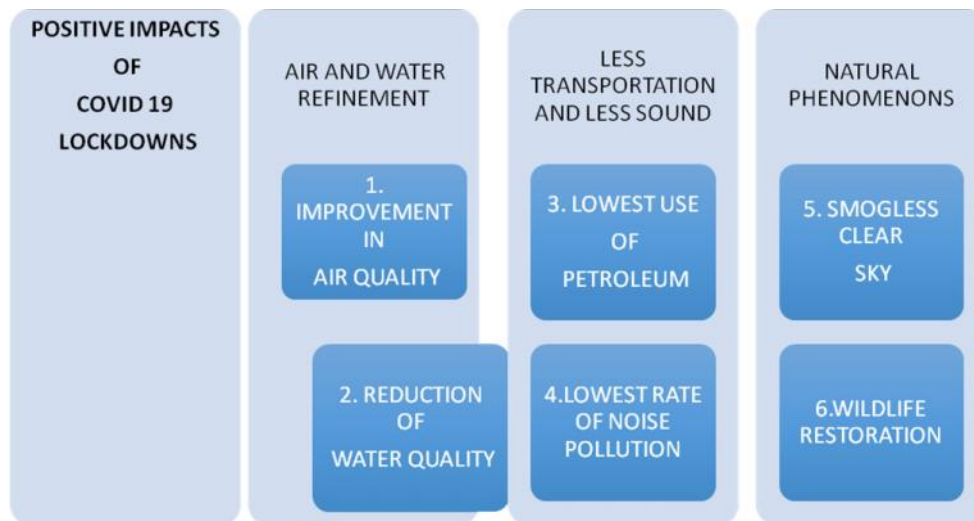 POSITIVE IMPACTS
OF
COVID 19
LOCKDOWNS
AIR AND WATER
REFINEMENT
1.
IMPROVEMENT
IN
AIR QUALITY
2. REDUCTION
OF
WATER QUALITY
LESS
TRANSPORTATION
AND LESS SOUND
3. LOWEST USE
OF
PETROLEUM
4.LOWEST RATE
OF NOISE
POLLUTION
NATURAL
PHENOMENONS
5. SMOGLESS
CLEAR
SKY
6.WILDLIFE
RESTORATION